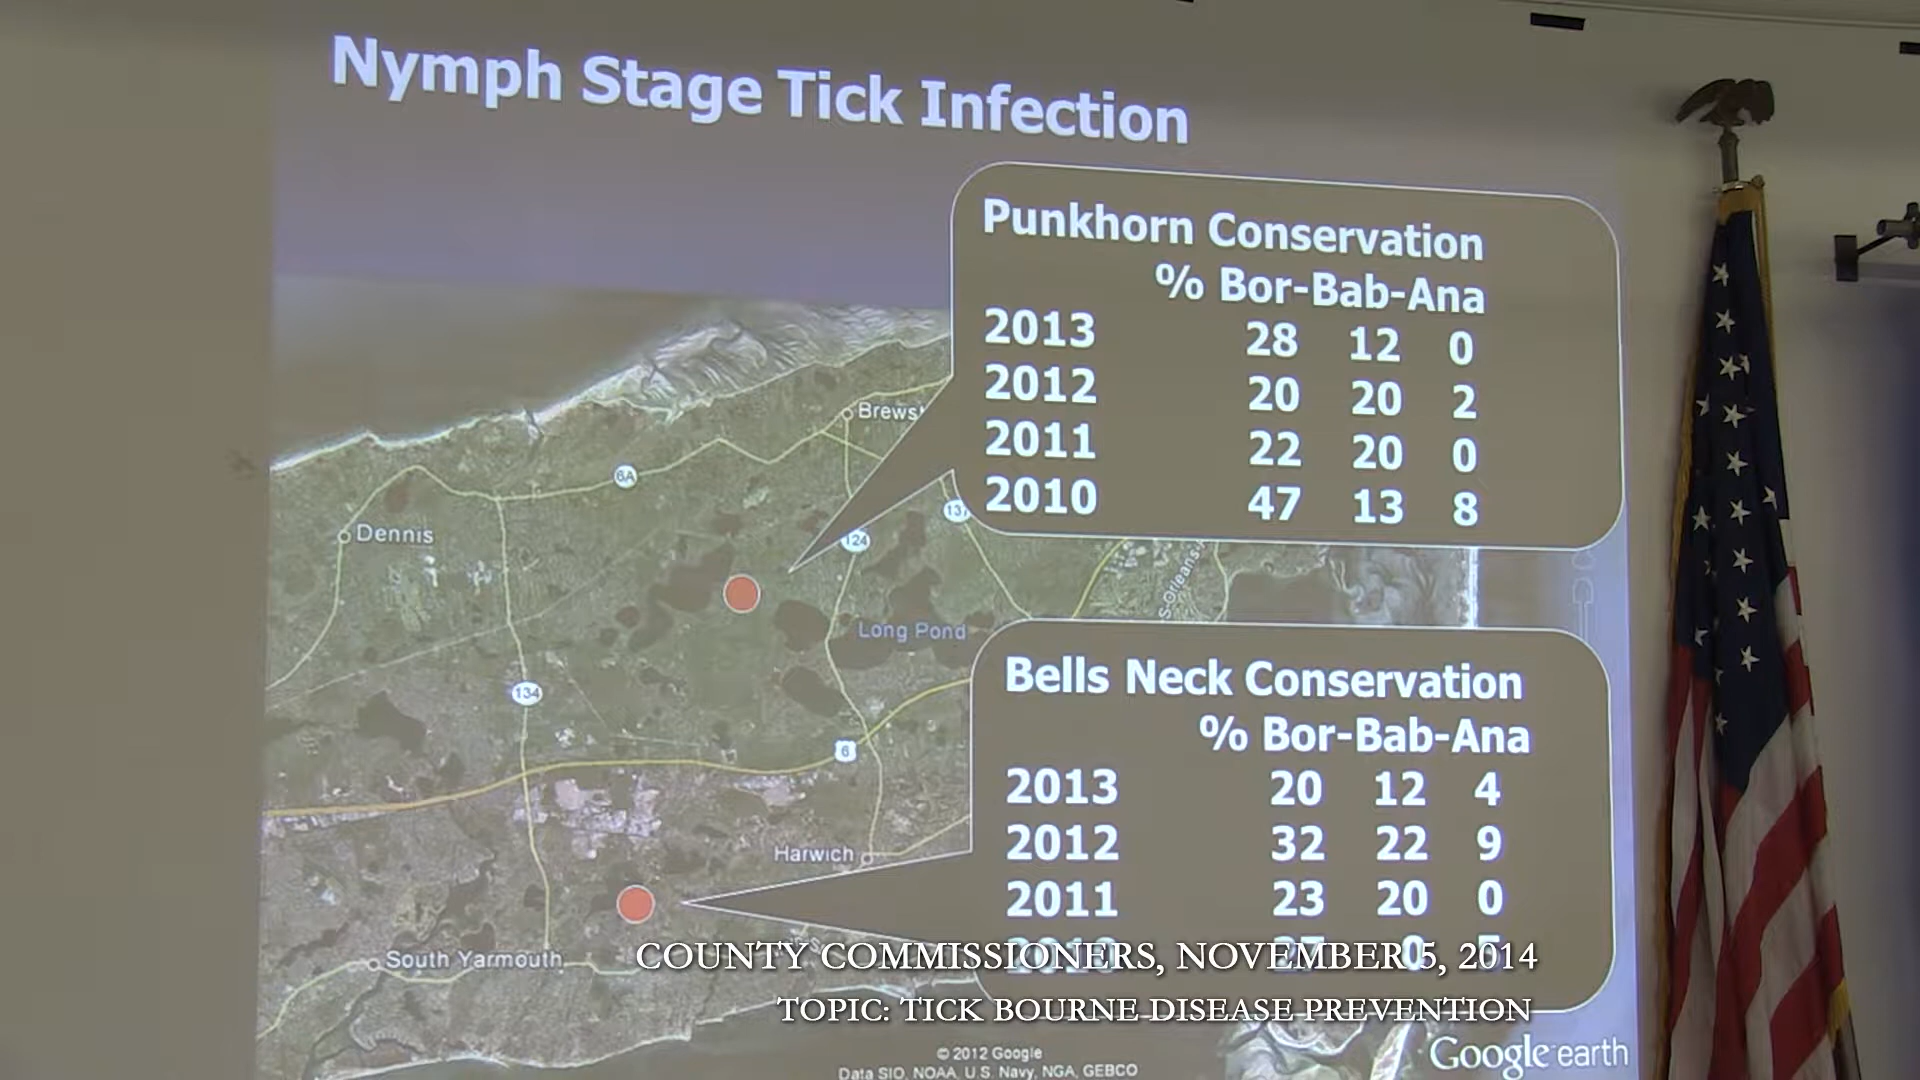 Nymph Stage Tick Infection
Punkhorn Conservation
% Bor-Bab-Ana
2013 28 12 0
2012 20 20 2
2011 22 20 0
2010 47 13 8
Brews
6A
Dennis
137
124
S-Orleans
Long Pond
134
6
Harwich
South Yarmouth
Bells Neck Conservation
% Bor-Bab-Ana
2013 20 12 4
2012 32 22 9
2011 23 20 0
COUNTY COMMISSIONERS, NOVEMBER 5, 2014
TOPIC: TICK BOURNE DISEASE PREVENTION
© 2012 Google
Data SIO, NOAA, U.S. Navy, NGA, GEBCO
Google earth